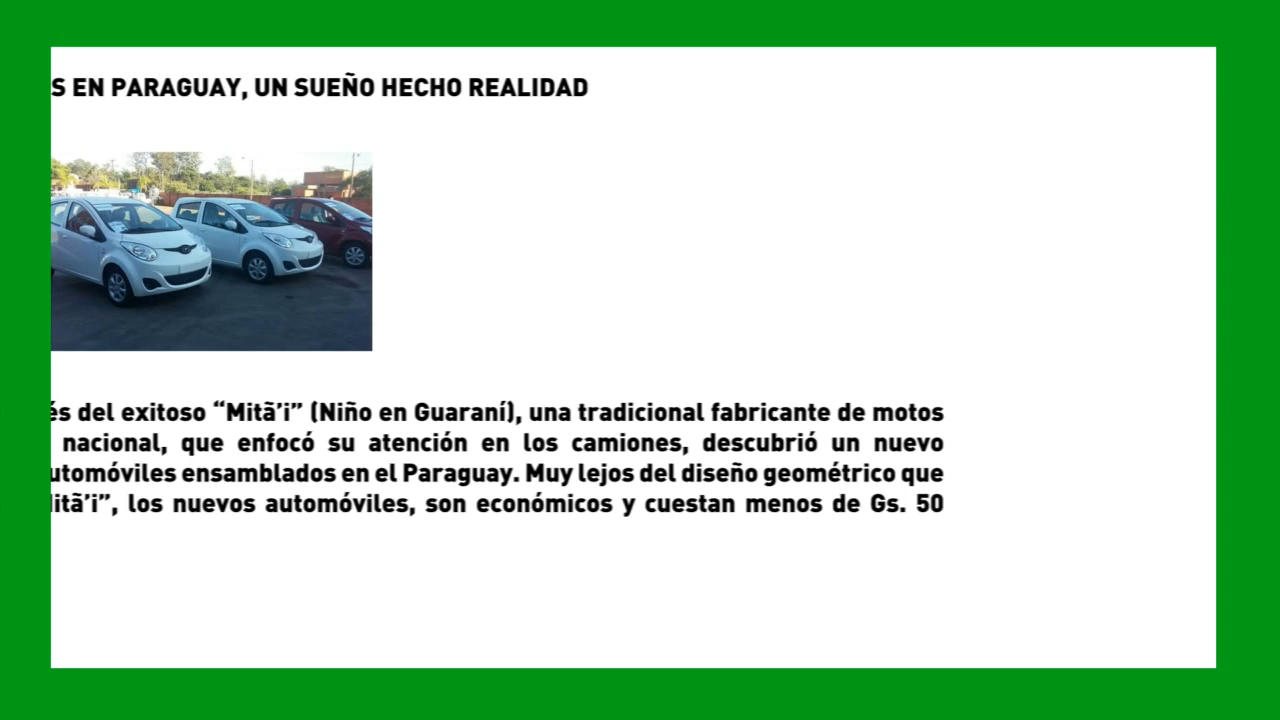 S EN PARAGUAY, UN SUEÑO HECHO REALIDAD
és del exitoso “Mitã’i” (Niño en Guaraní), una tradicional fabricante de motos
nacional, que enfocó su atención en los camiones, descubrió un nuevo
utomóviles ensamblados en el Paraguay. Muy lejos del diseño geométrico que
itã’i”, los nuevos automóviles, son económicos y cuestan menos de Gs. 50